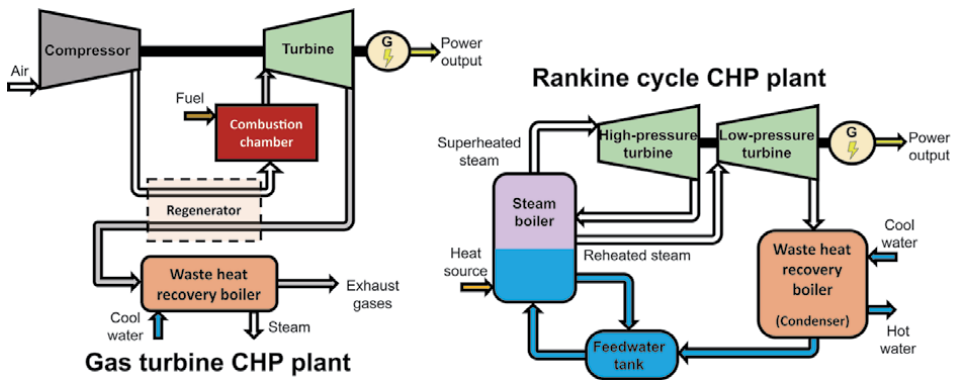 Compressor
Turbine
G
Power
output
Air
Fuel
Combustion
chamber
Regenerator
Waste heat
recovery boiler
Exhaust
gases
Cool
water
Steam
Gas turbine CHP plant
Rankine cycle CHP plant
Superheated
steam
High-pressure
turbine
Low-pressure
turbine
G
Power
output
Steam
boiler
Reheated steam
Heat
source
Waste heat
recovery
boiler
(Condenser)
Cool
water
Hot
water
Feedwater
tank